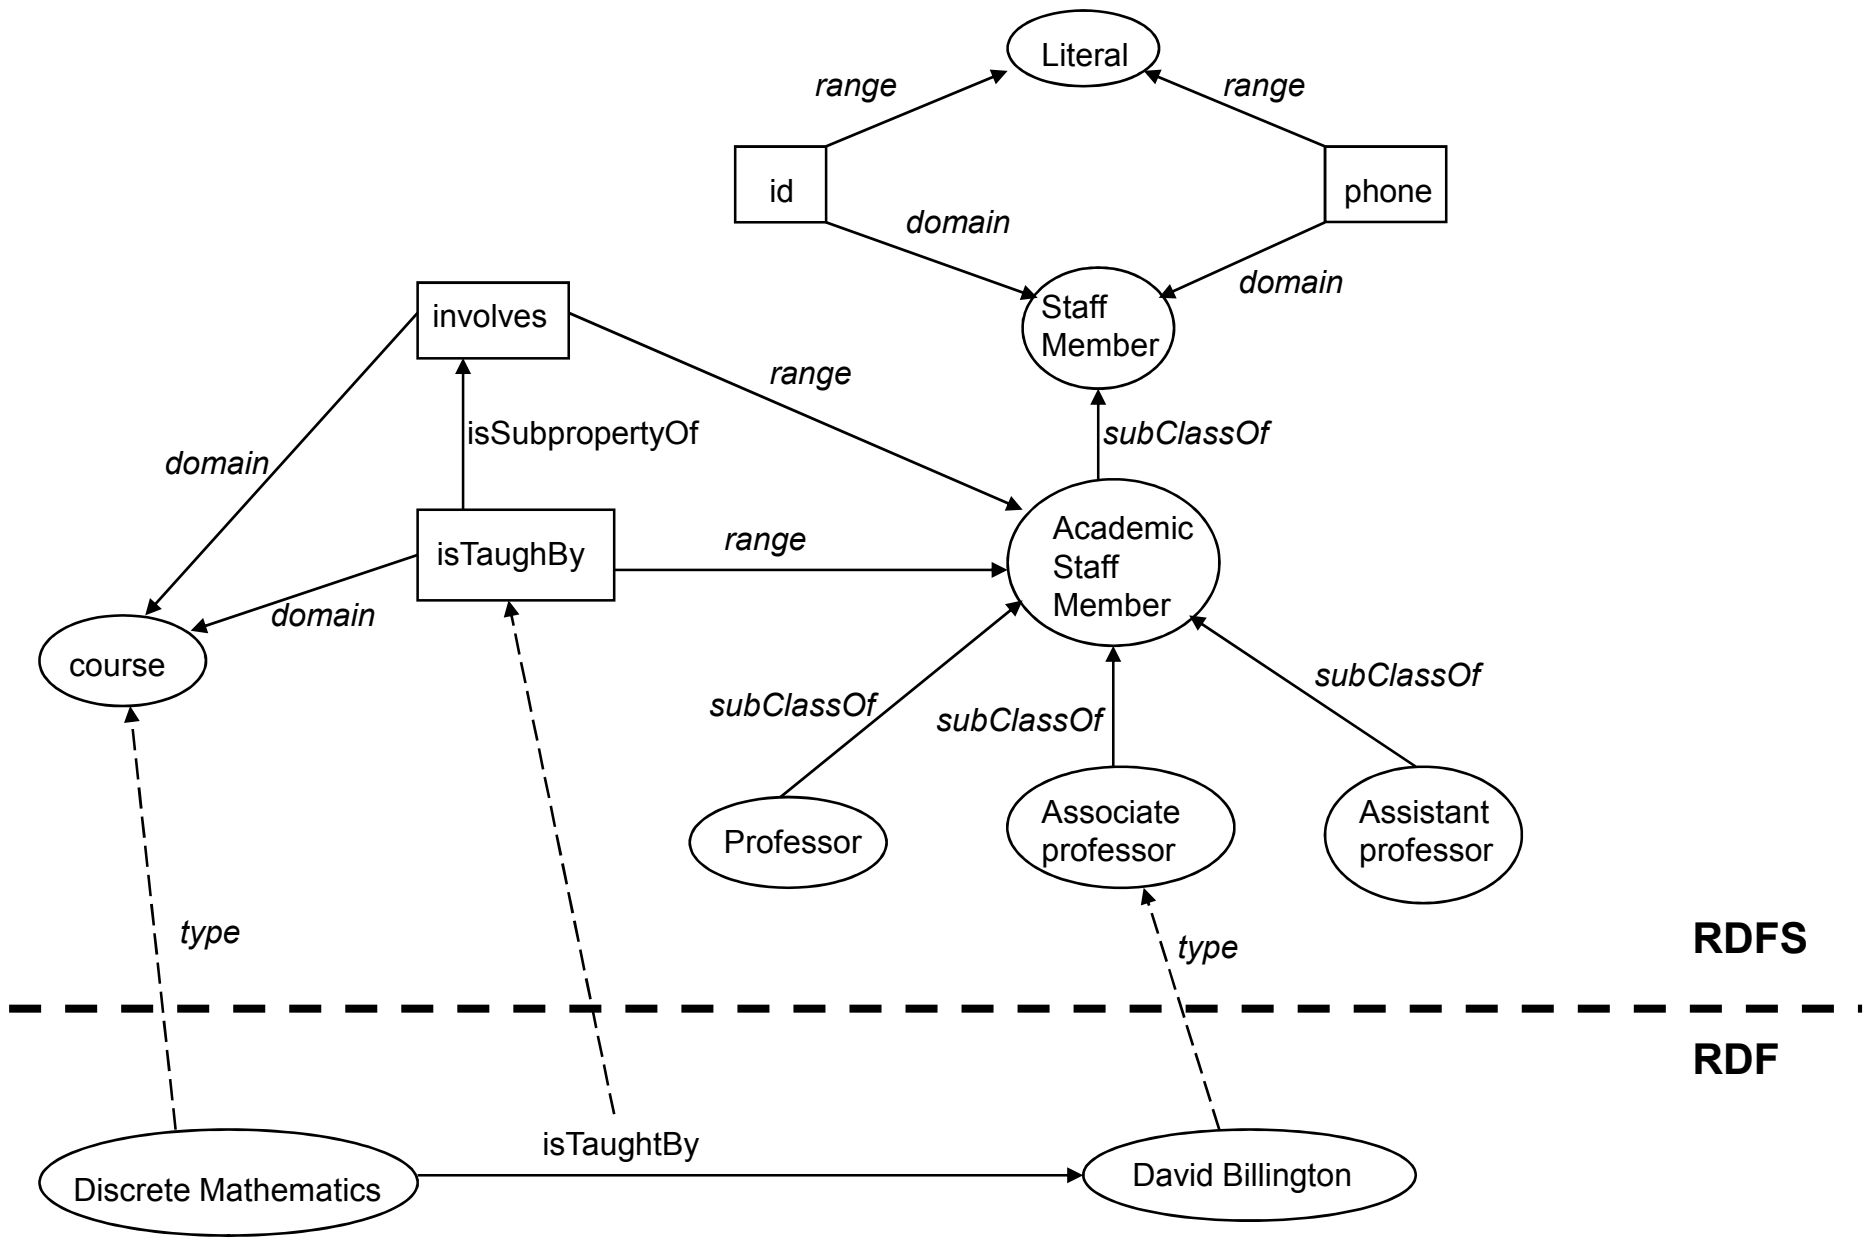 Literal
range
range
id
phone
domain
domain
Staff
Member
involves
range
isSubpropertyOf
subClassOf
domain
isTaughBy
range
Academic
Staff
Member
domain
course
subClassOf
subClassOf
subClassOf
Professor
Associate
professor
Assistant
professor
type
type
RDFS
RDF
isTaughtBy
Discrete Mathematics
David Billington